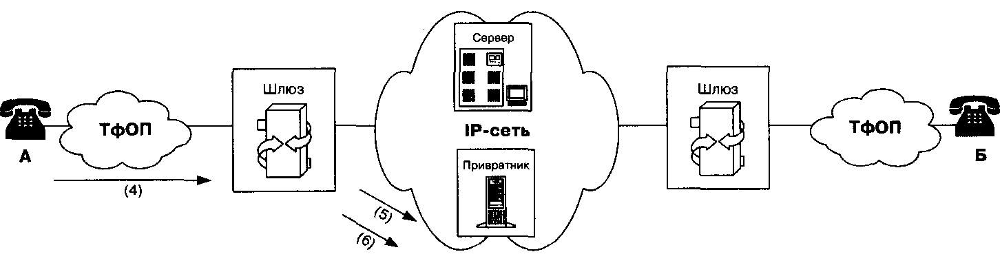 Сервер
Шлюз
Шлюз
ТфОП
IP-сеть
ТфОП
А
Б
Привратник
(4)
(5)
(6)